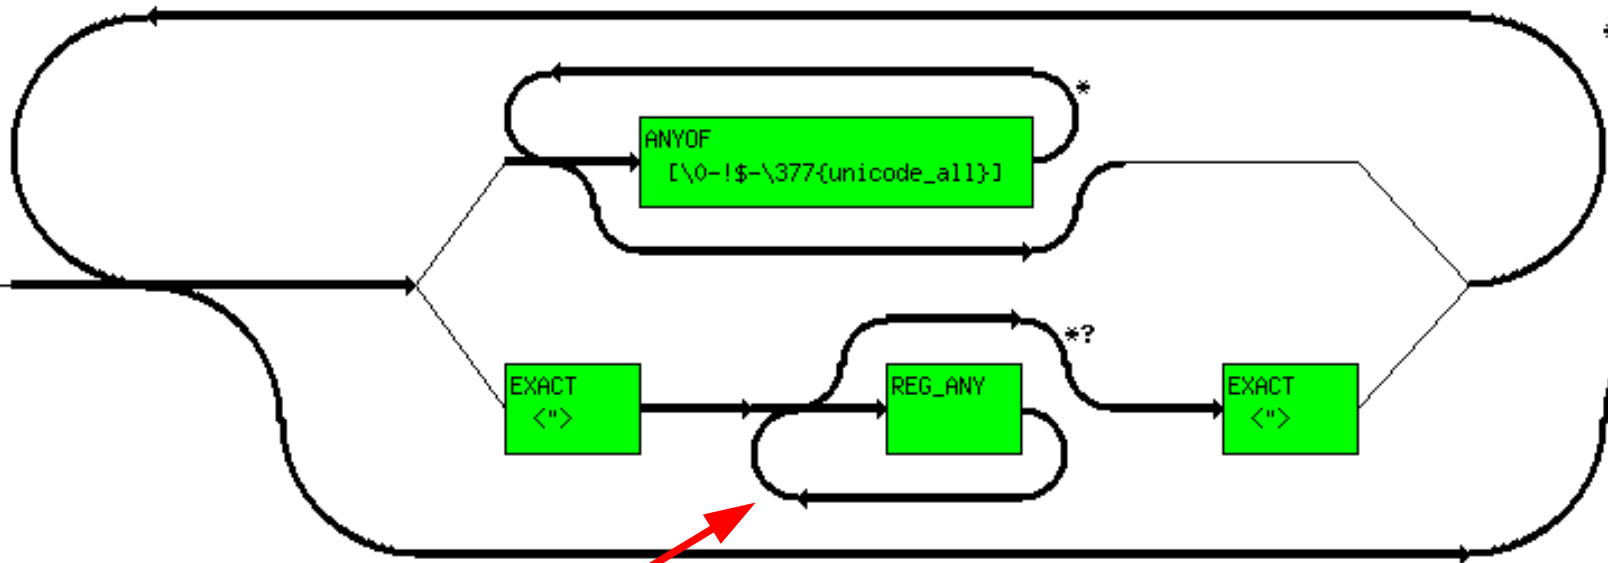 *
*
ANYOF
[\0-!$-\377{unicode_all}]
*?
EXACT
<">
REG_ANY
EXACT
<">